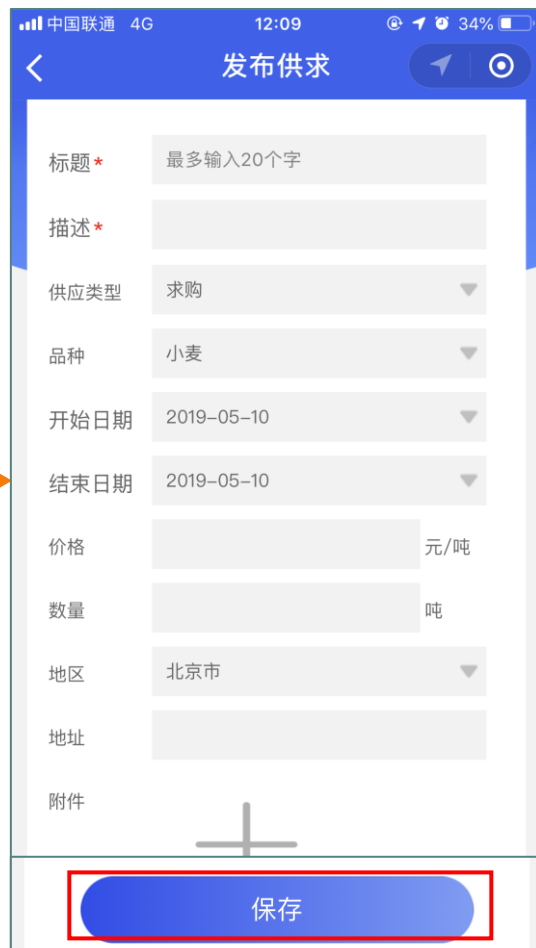 中国联通 4G 12:09 34%
发布供求
标题* 最多输入20个字
描述*
供应类型 求购
品种 小麦
开始日期 2019-05-10
结束日期 2019-05-10
价格 元/吨
数量 吨
地区 北京市
地址
附件
保存